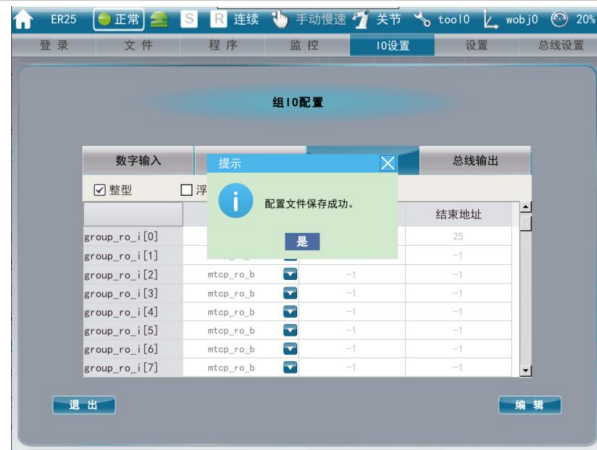 ER25 正常 S R 连续 手动慢速 关节 tool0 wobj0 20%
登录 文件 程序 监控 IO设置 设置 总线设置
组IO配置
数字输入 总线输出
提示
整型 浮
配置文件保存成功。
结束地址
是
group_ro_i[0] 25
group_ro_i[1] -1
group_ro_i[2] mtcp_ro_b -1 -1
group_ro_i[3] mtcp_ro_b -1 -1
group_ro_i[4] mtcp_ro_b -1 -1
group_ro_i[5] mtcp_ro_b -1 -1
group_ro_i[6] mtcp_ro_b -1 -1
group_ro_i[7] mtcp_ro_b -1 -1
退出 编辑